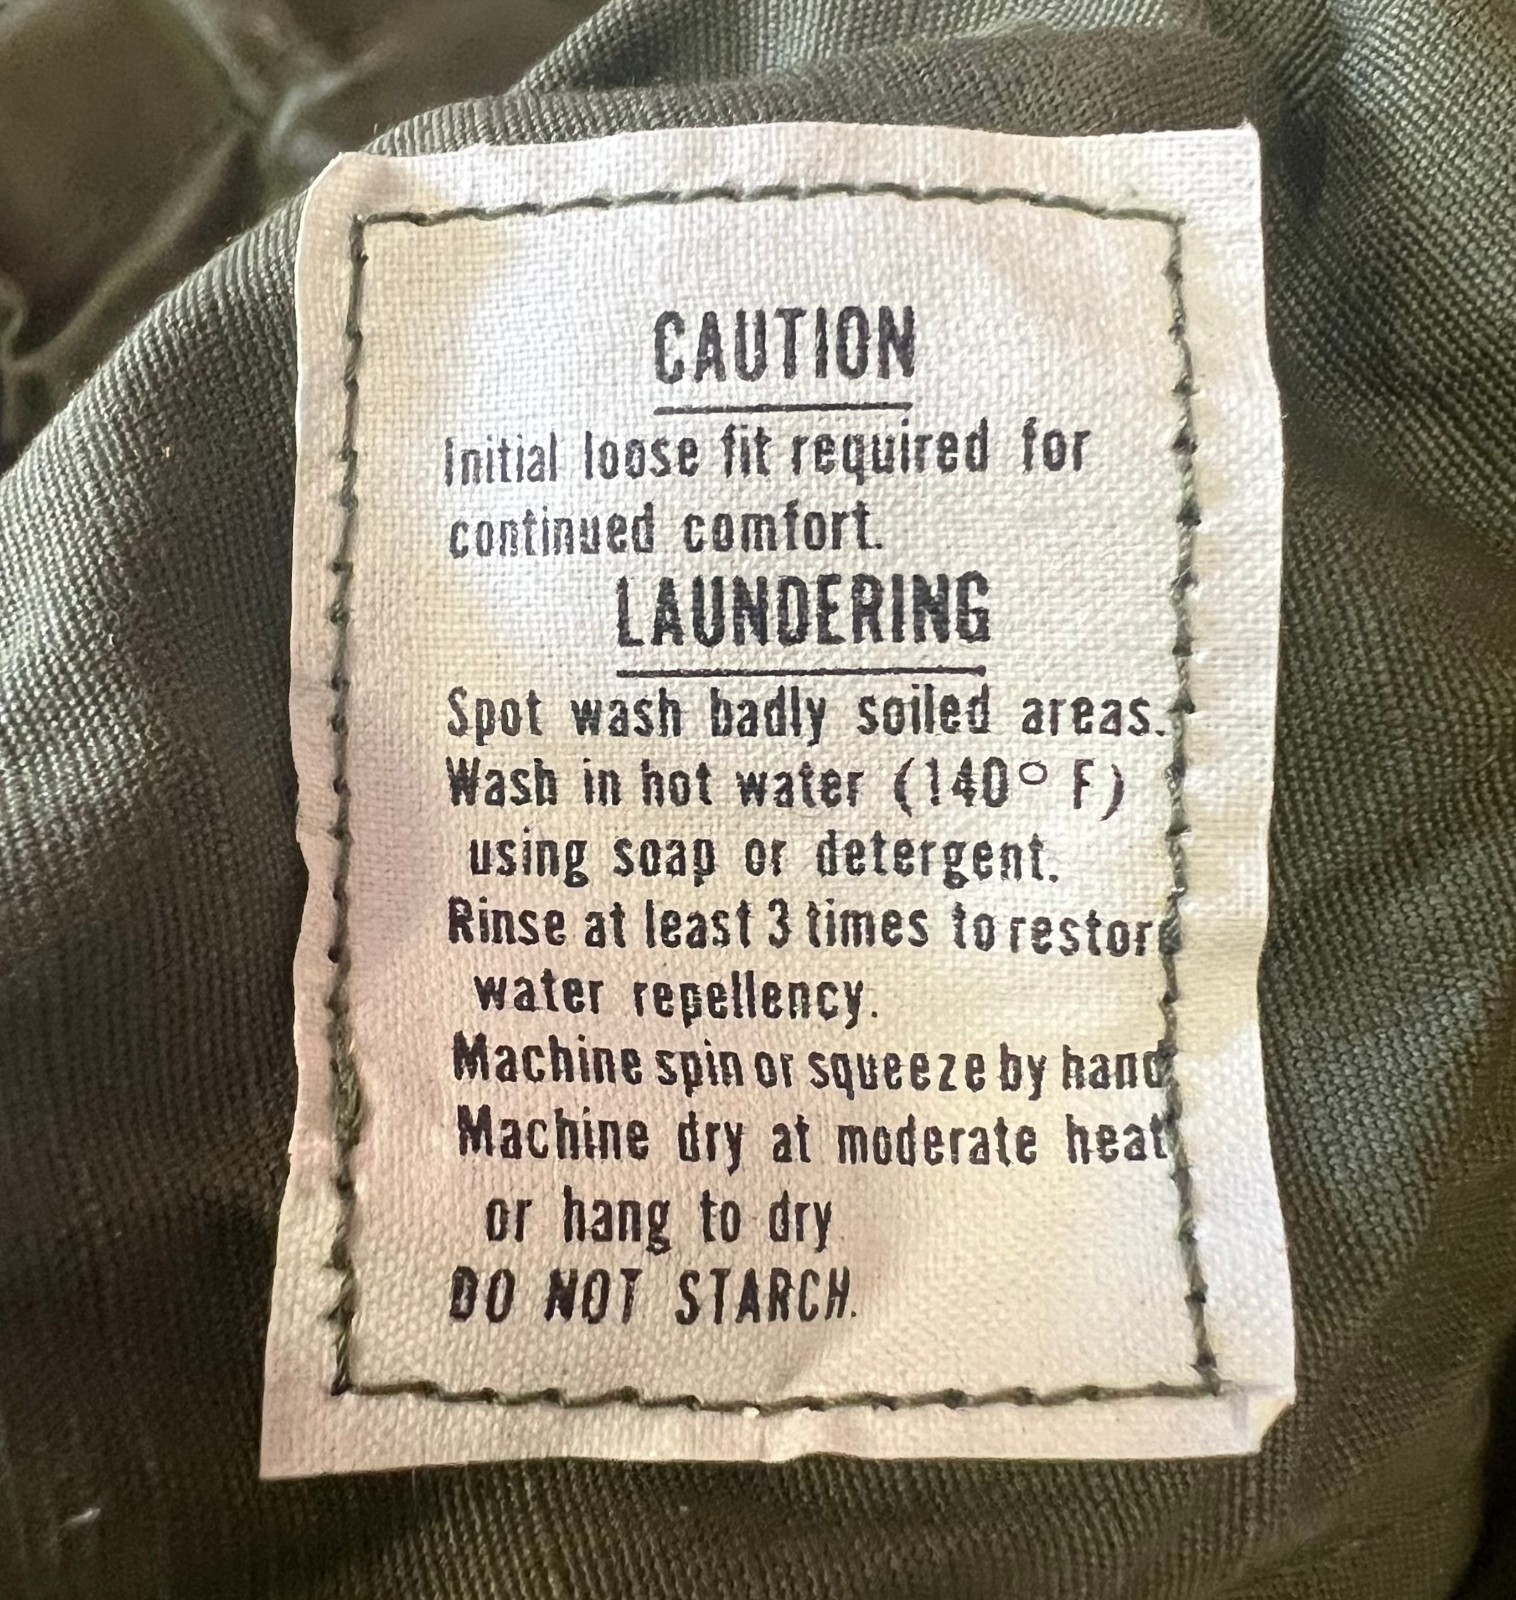 CAUTION
Initial loose fit required for
continued comfort.
LAUNDERING
Spot wash badly soiled areas.
Wash in hot water (140° F)
using soap or detergent.
Rinse at least 3 times to restore
water repellency.
Machine spin or squeeze by hand
Machine dry at moderate heat
or hang to dry
DO NOT STARCH.